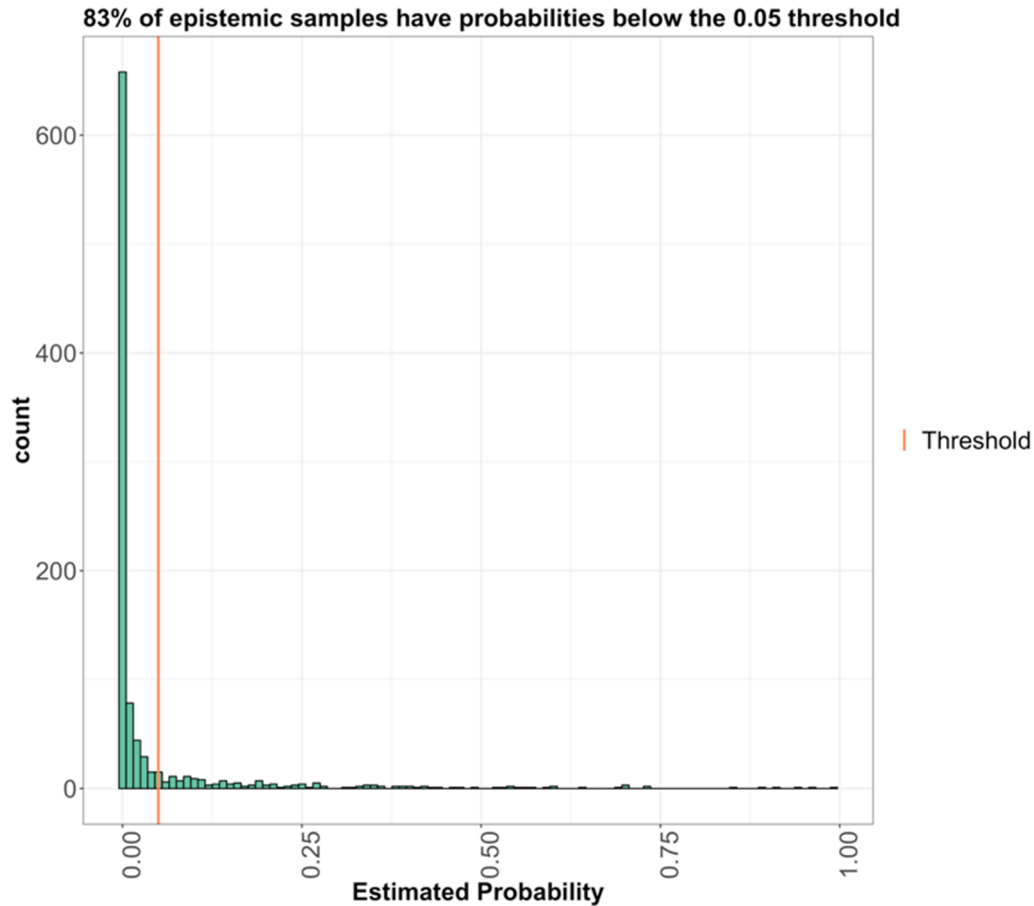 83% of epistemic samples have probabilities below the 0.05 threshold
600
400
200
0
count
0.00
0.25
0.50
0.75
1.00
Estimated Probability
Threshold